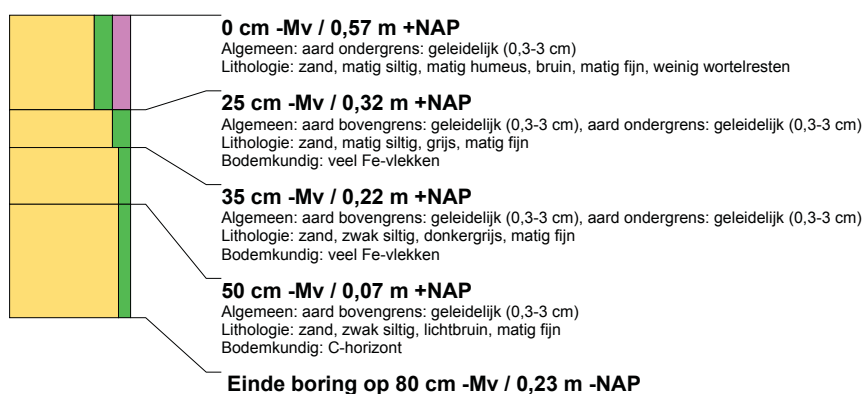 0 cm -Mv / 0,57 m +NAP
Algemeen: aard ondergrens: geleidelijk (0,3-3 cm)
Lithologie: zand, matig siltig, matig humeus, bruin, matig fijn, weinig wortelresten
25 cm -Mv / 0,32 m +NAP
Algemeen: aard bovengrens: geleidelijk (0,3-3 cm), aard ondergrens: geleidelijk (0,3-3 cm)
Lithologie: zand, matig siltig, grijs, matig fijn
Bodemkundig: veel Fe-vlekken
35 cm -Mv / 0,22 m +NAP
Algemeen: aard bovengrens: geleidelijk (0,3-3 cm), aard ondergrens: geleidelijk (0,3-3 cm)
Lithologie: zand, zwak siltig, donkergrijs, matig fijn
Bodemkundig: veel Fe-vlekken
50 cm -Mv / 0,07 m +NAP
Algemeen: aard bovengrens: geleidelijk (0,3-3 cm)
Lithologie: zand, zwak siltig, lichtbruin, matig fijn
Bodemkundig: C-horizont
Einde boring op 80 cm -Mv / 0,23 m -NAP